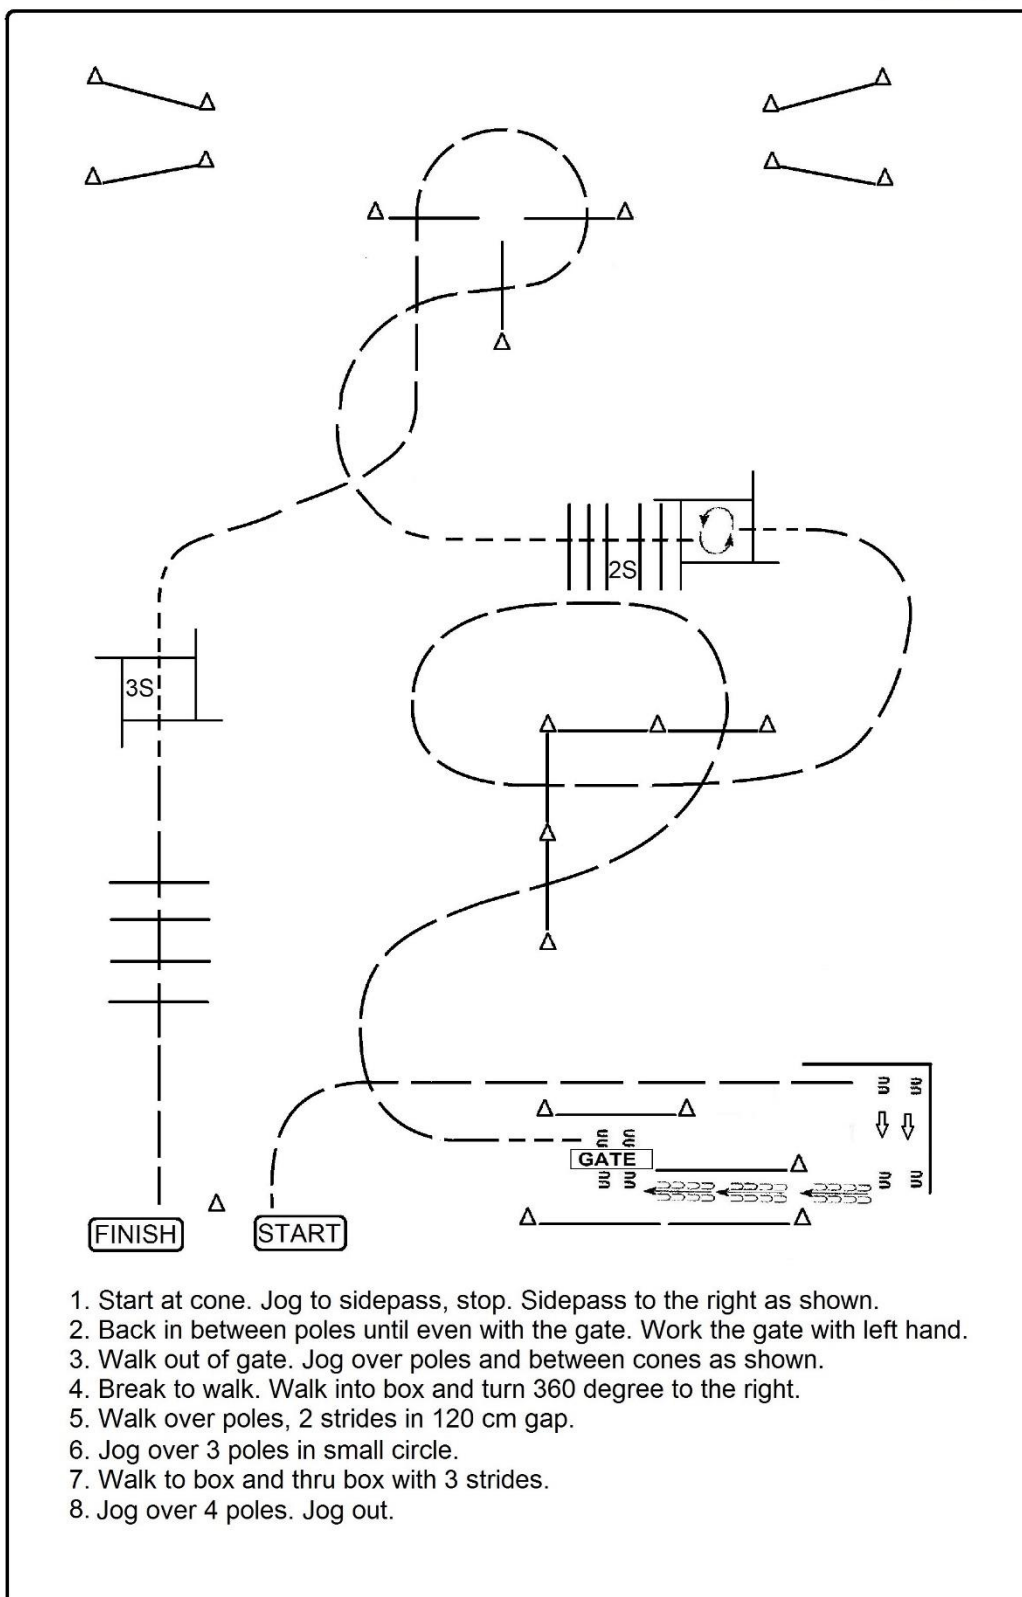 2S
3S
GATE
FINISH
START
1. Start at cone. Jog to sidepass, stop. Sidepass to the right as shown.
2. Back in between poles until even with the gate. Work the gate with left hand.
3. Walk out of gate. Jog over poles and between cones as shown.
4. Break to walk. Walk into box and turn 360 degree to the right.
5. Walk over poles, 2 strides in 120 cm gap.
6. Jog over 3 poles in small circle.
7. Walk to box and thru box with 3 strides.
8. Jog over 4 poles. Jog out.